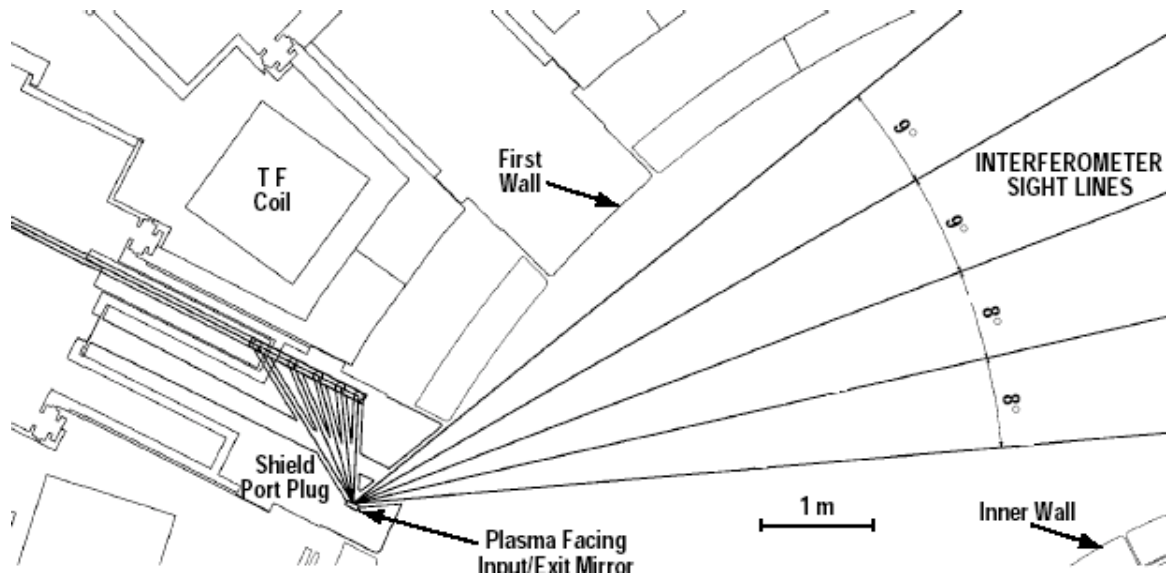 9°
First
Wall
INTERFEROMETER
SIGHT LINES
T F
Coil
9°
8°
8°
Shield
Port Plug
1 m
Inner Wall
Plasma Facing
Input/Exit Mirror